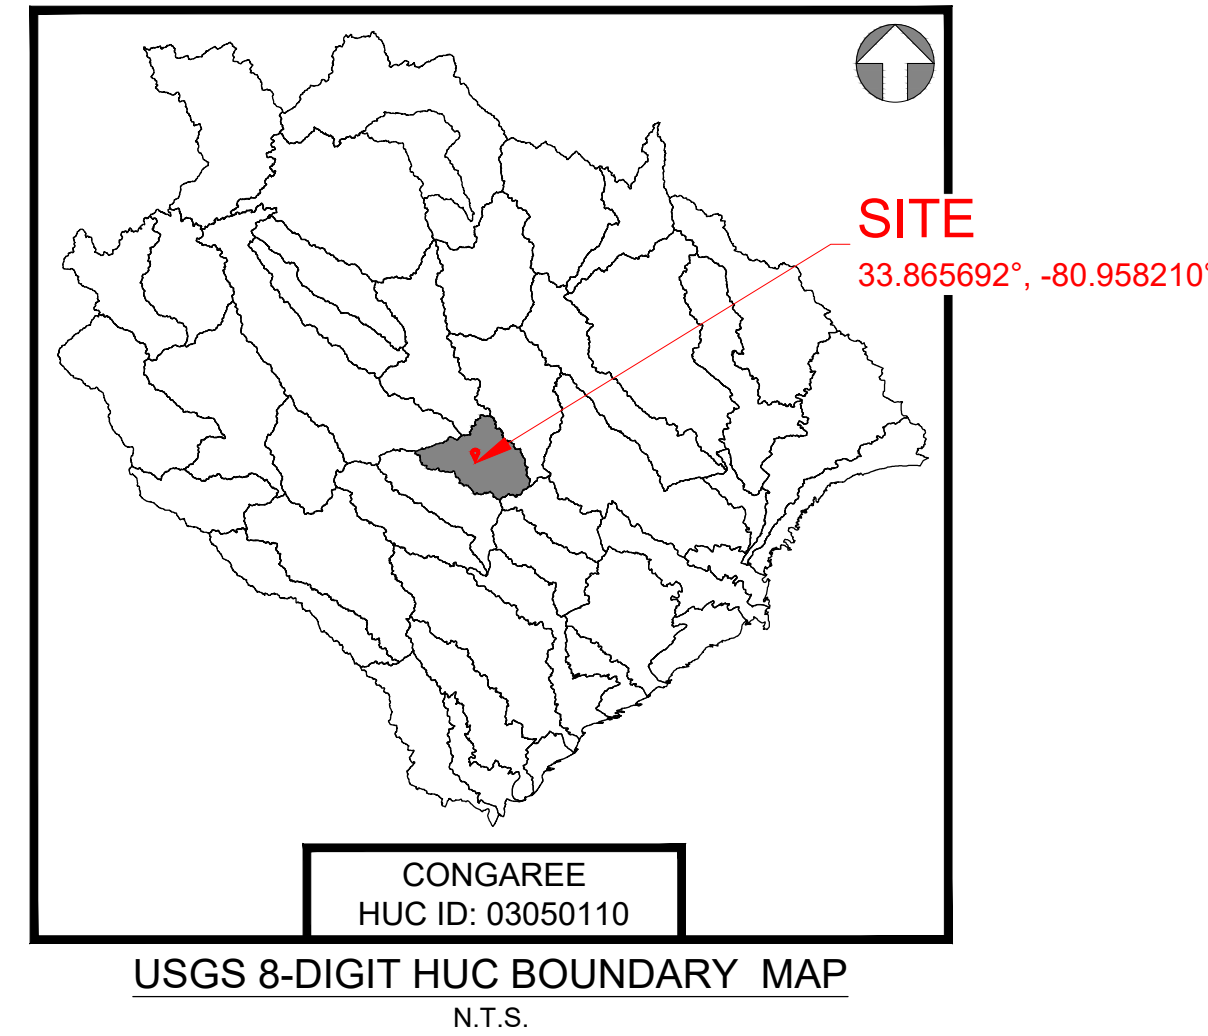 SITE
33.865692°, -80.958210°
CONGAREE
HUC ID: 03050110
USGS 8-DIGIT HUC BOUNDARY MAP
N.T.S.